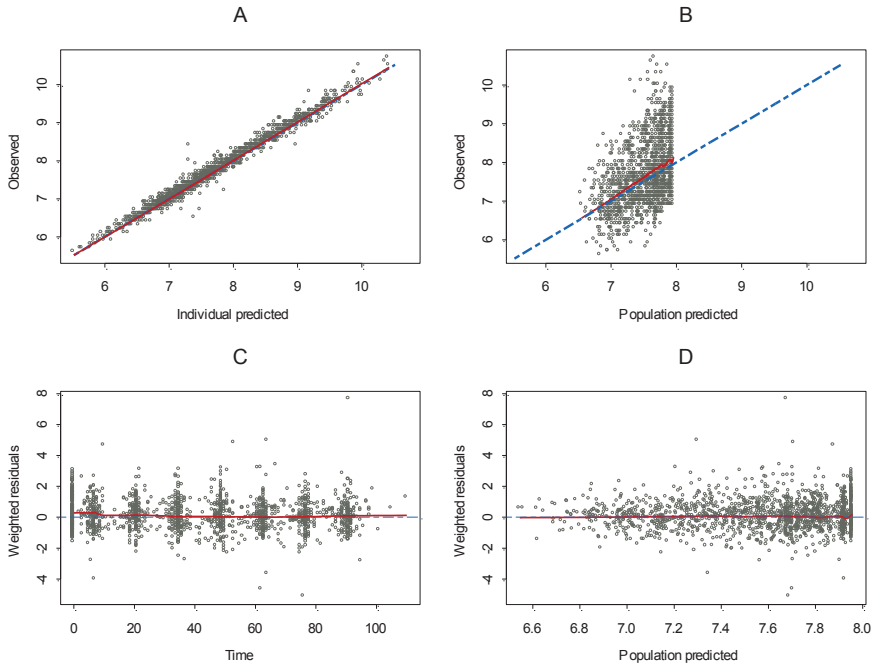 A
B
Observed
10
9
8
7
6
6 7 8 9 10
Individual predicted
Observed
10
9
8
7
6
6 7 8 9 10
Population predicted
C
D
Weighted residuals
8
6
4
2
0
-2
-4
0 20 40 60 80 100
Time
Weighted residuals
8
6
4
2
0
-2
-4
6.6 6.8 7.0 7.2 7.4 7.6 7.8 8.0
Population predicted